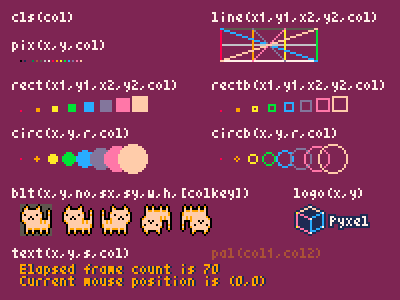 cls(col)
line(x1,y1,x2,y2,col)
pix(x,y,col)
rect(x1,y1,x2,y2,col)
rectb(x1,y1,x2,y2,col)
circ(x,y,r,col)
circb(x,y,r,col)
blt(x,y,no,sx,sy,w,h,[colkey])
logo(x,y)
Pyxel
text(x,y,s,col)
pal(col1,col2)
Elapsed frame count is 70
Current mouse position is (0,0)